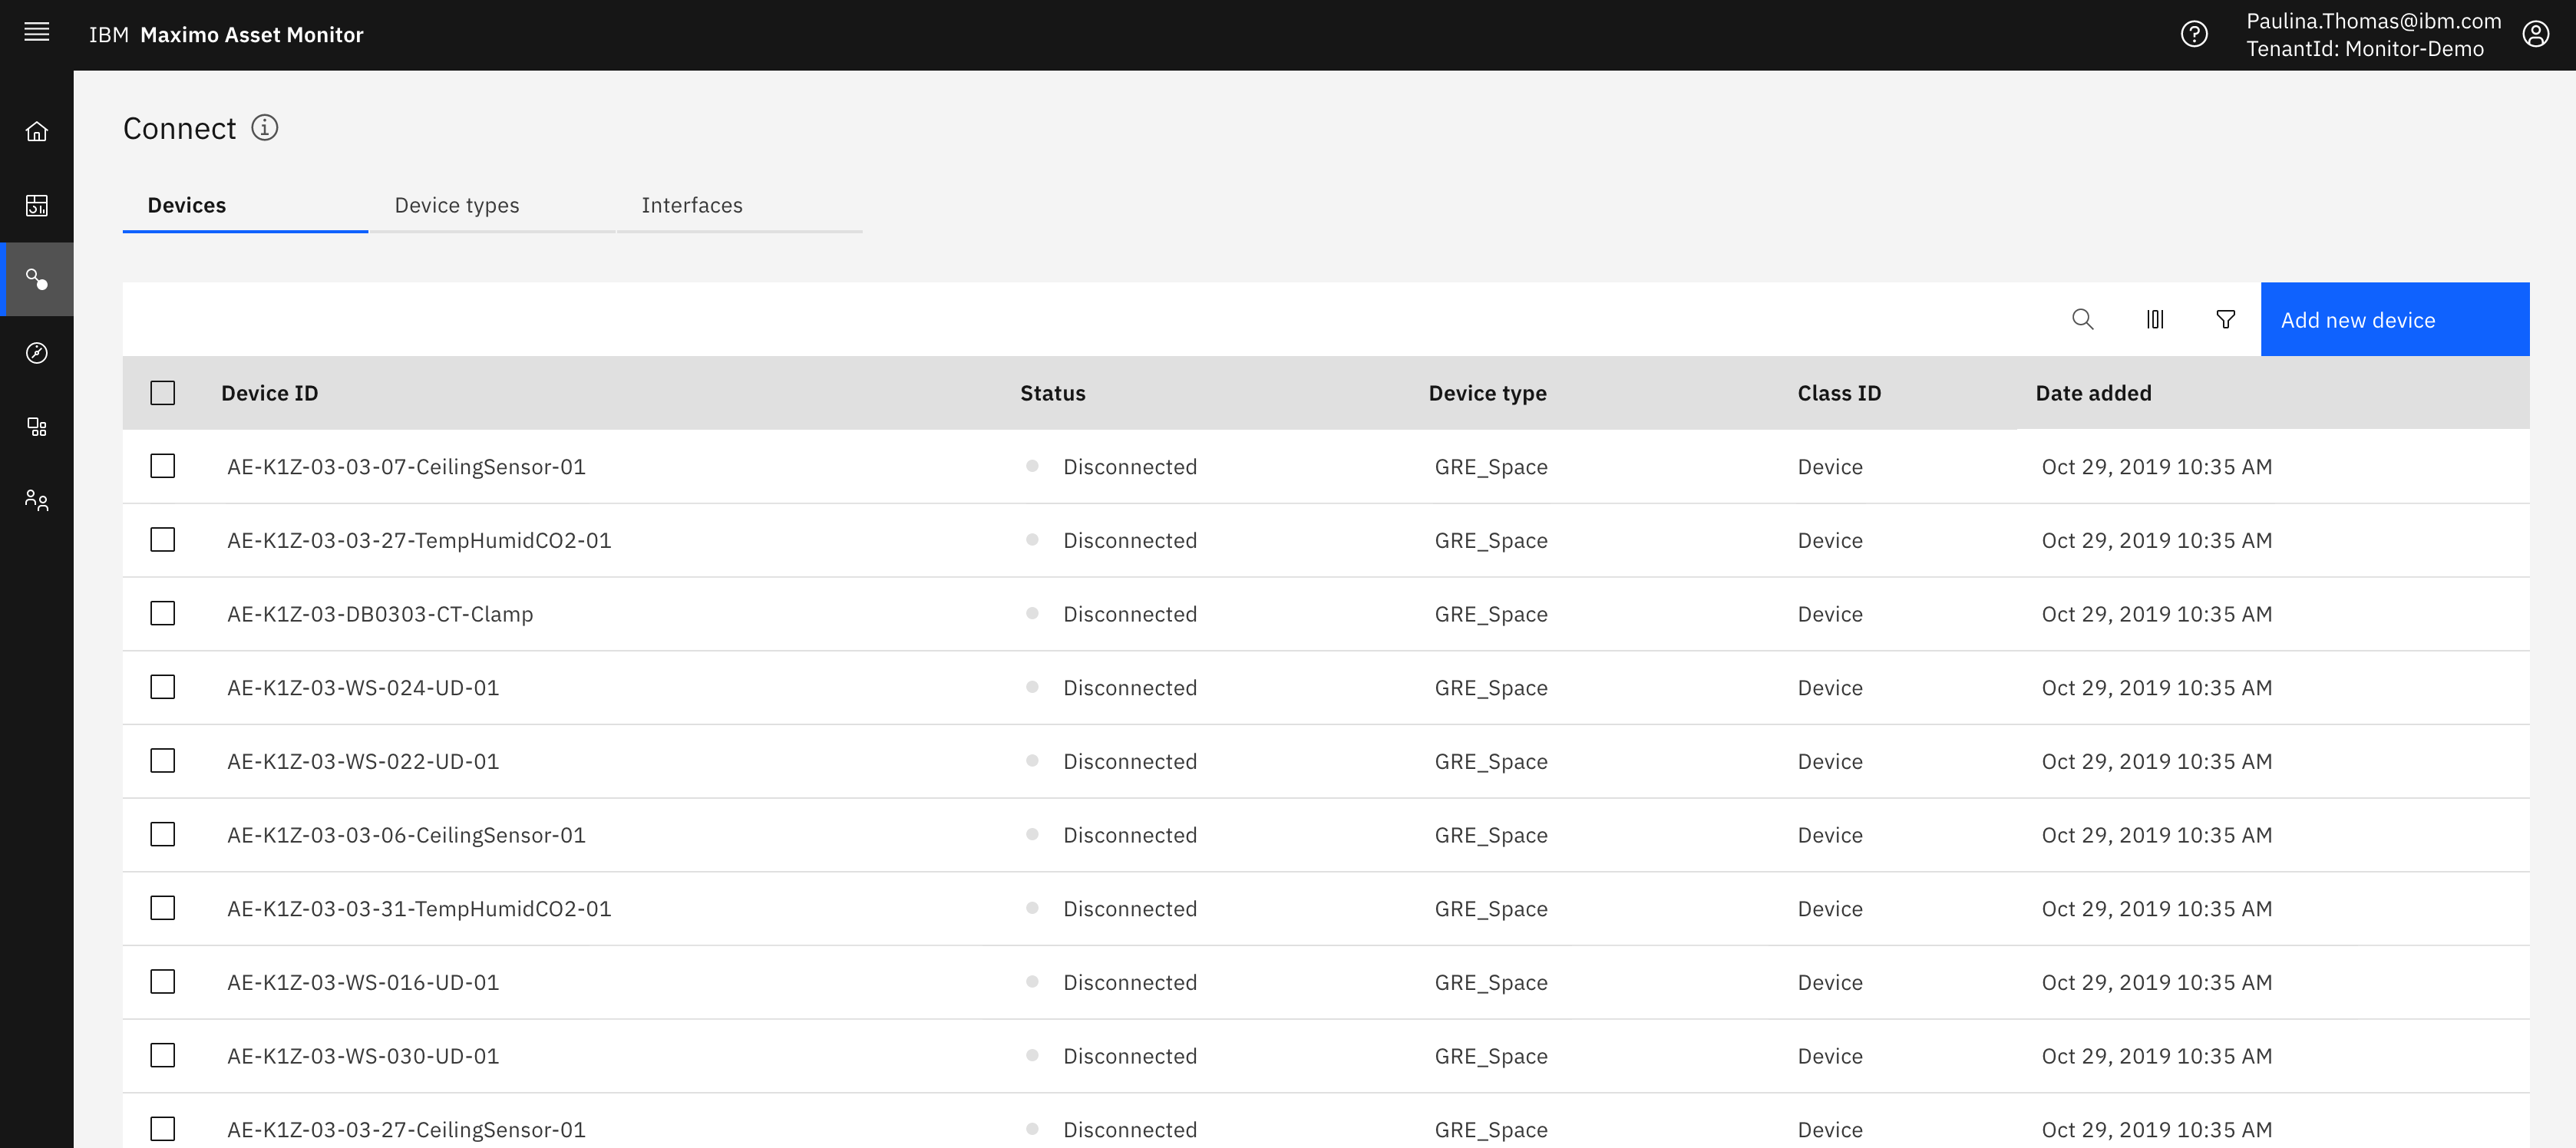 IBM Maximo Asset Monitor
Paulina.Thomas@ibm.com
TenantId: Monitor-Demo
Connect
Devices Device types Interfaces
Add new device
Device ID Status Device type Class ID Date added
AE-K1Z-03-03-07-CeilingSensor-01 Disconnected GRE_Space Device Oct 29, 2019 10:35 AM
AE-K1Z-03-03-27-TempHumidCO2-01 Disconnected GRE_Space Device Oct 29, 2019 10:35 AM
AE-K1Z-03-DB0303-CT-Clamp Disconnected GRE_Space Device Oct 29, 2019 10:35 AM
AE-K1Z-03-WS-024-UD-01 Disconnected GRE_Space Device Oct 29, 2019 10:35 AM
AE-K1Z-03-WS-022-UD-01 Disconnected GRE_Space Device Oct 29, 2019 10:35 AM
AE-K1Z-03-03-06-CeilingSensor-01 Disconnected GRE_Space Device Oct 29, 2019 10:35 AM
AE-K1Z-03-03-31-TempHumidCO2-01 Disconnected GRE_Space Device Oct 29, 2019 10:35 AM
AE-K1Z-03-WS-016-UD-01 Disconnected GRE_Space Device Oct 29, 2019 10:35 AM
AE-K1Z-03-WS-030-UD-01 Disconnected GRE_Space Device Oct 29, 2019 10:35 AM
AE-K1Z-03-03-27-CeilingSensor-01 Disconnected GRE_Space Device Oct 29, 2019 10:35 AM